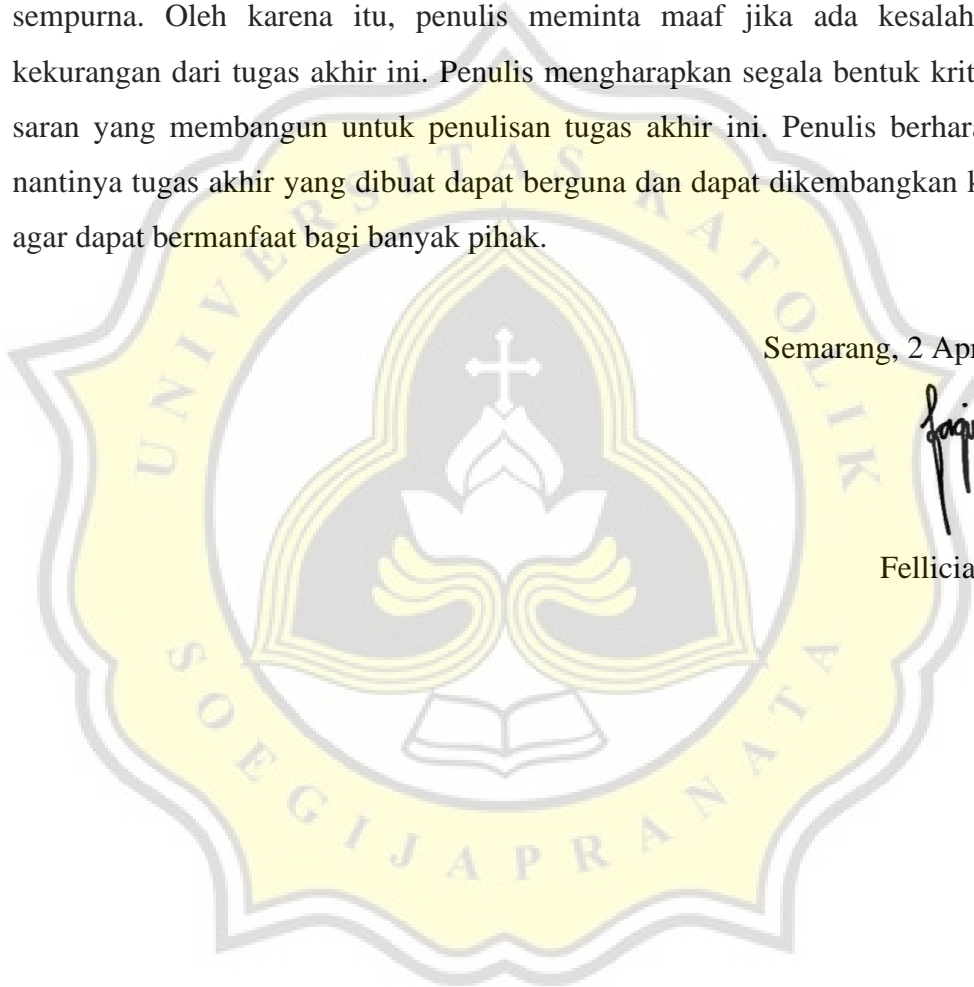 sempurna. Oleh karena itu, penulis meminta maaf jika ada kesalah
kekurangan dari tugas akhir ini. Penulis mengharapkan segala bentuk krit
saran yang membangun untuk penulisan tugas akhir ini. Penulis berhara
nantinya tugas akhir yang dibuat dapat berguna dan dapat dikembangkan k
agar dapat bermanfaat bagi banyak pihak.
Semarang, 2 Apr
Fellicia
UNIVERSITAS KATOLIK
SOEGIJAPRANATA